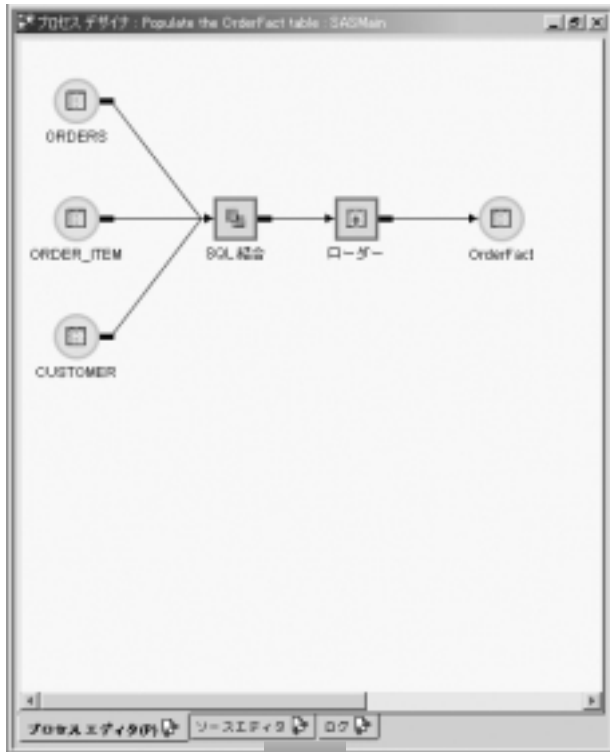 プロセス デザイナ : Populate the OrderFact table : SASMain
ORDERS
ORDER_ITEM
SQL 結合
ローダー
OrderFact
CUSTOMER
プロセス エディタ(P)
ソースエディタ
ログ